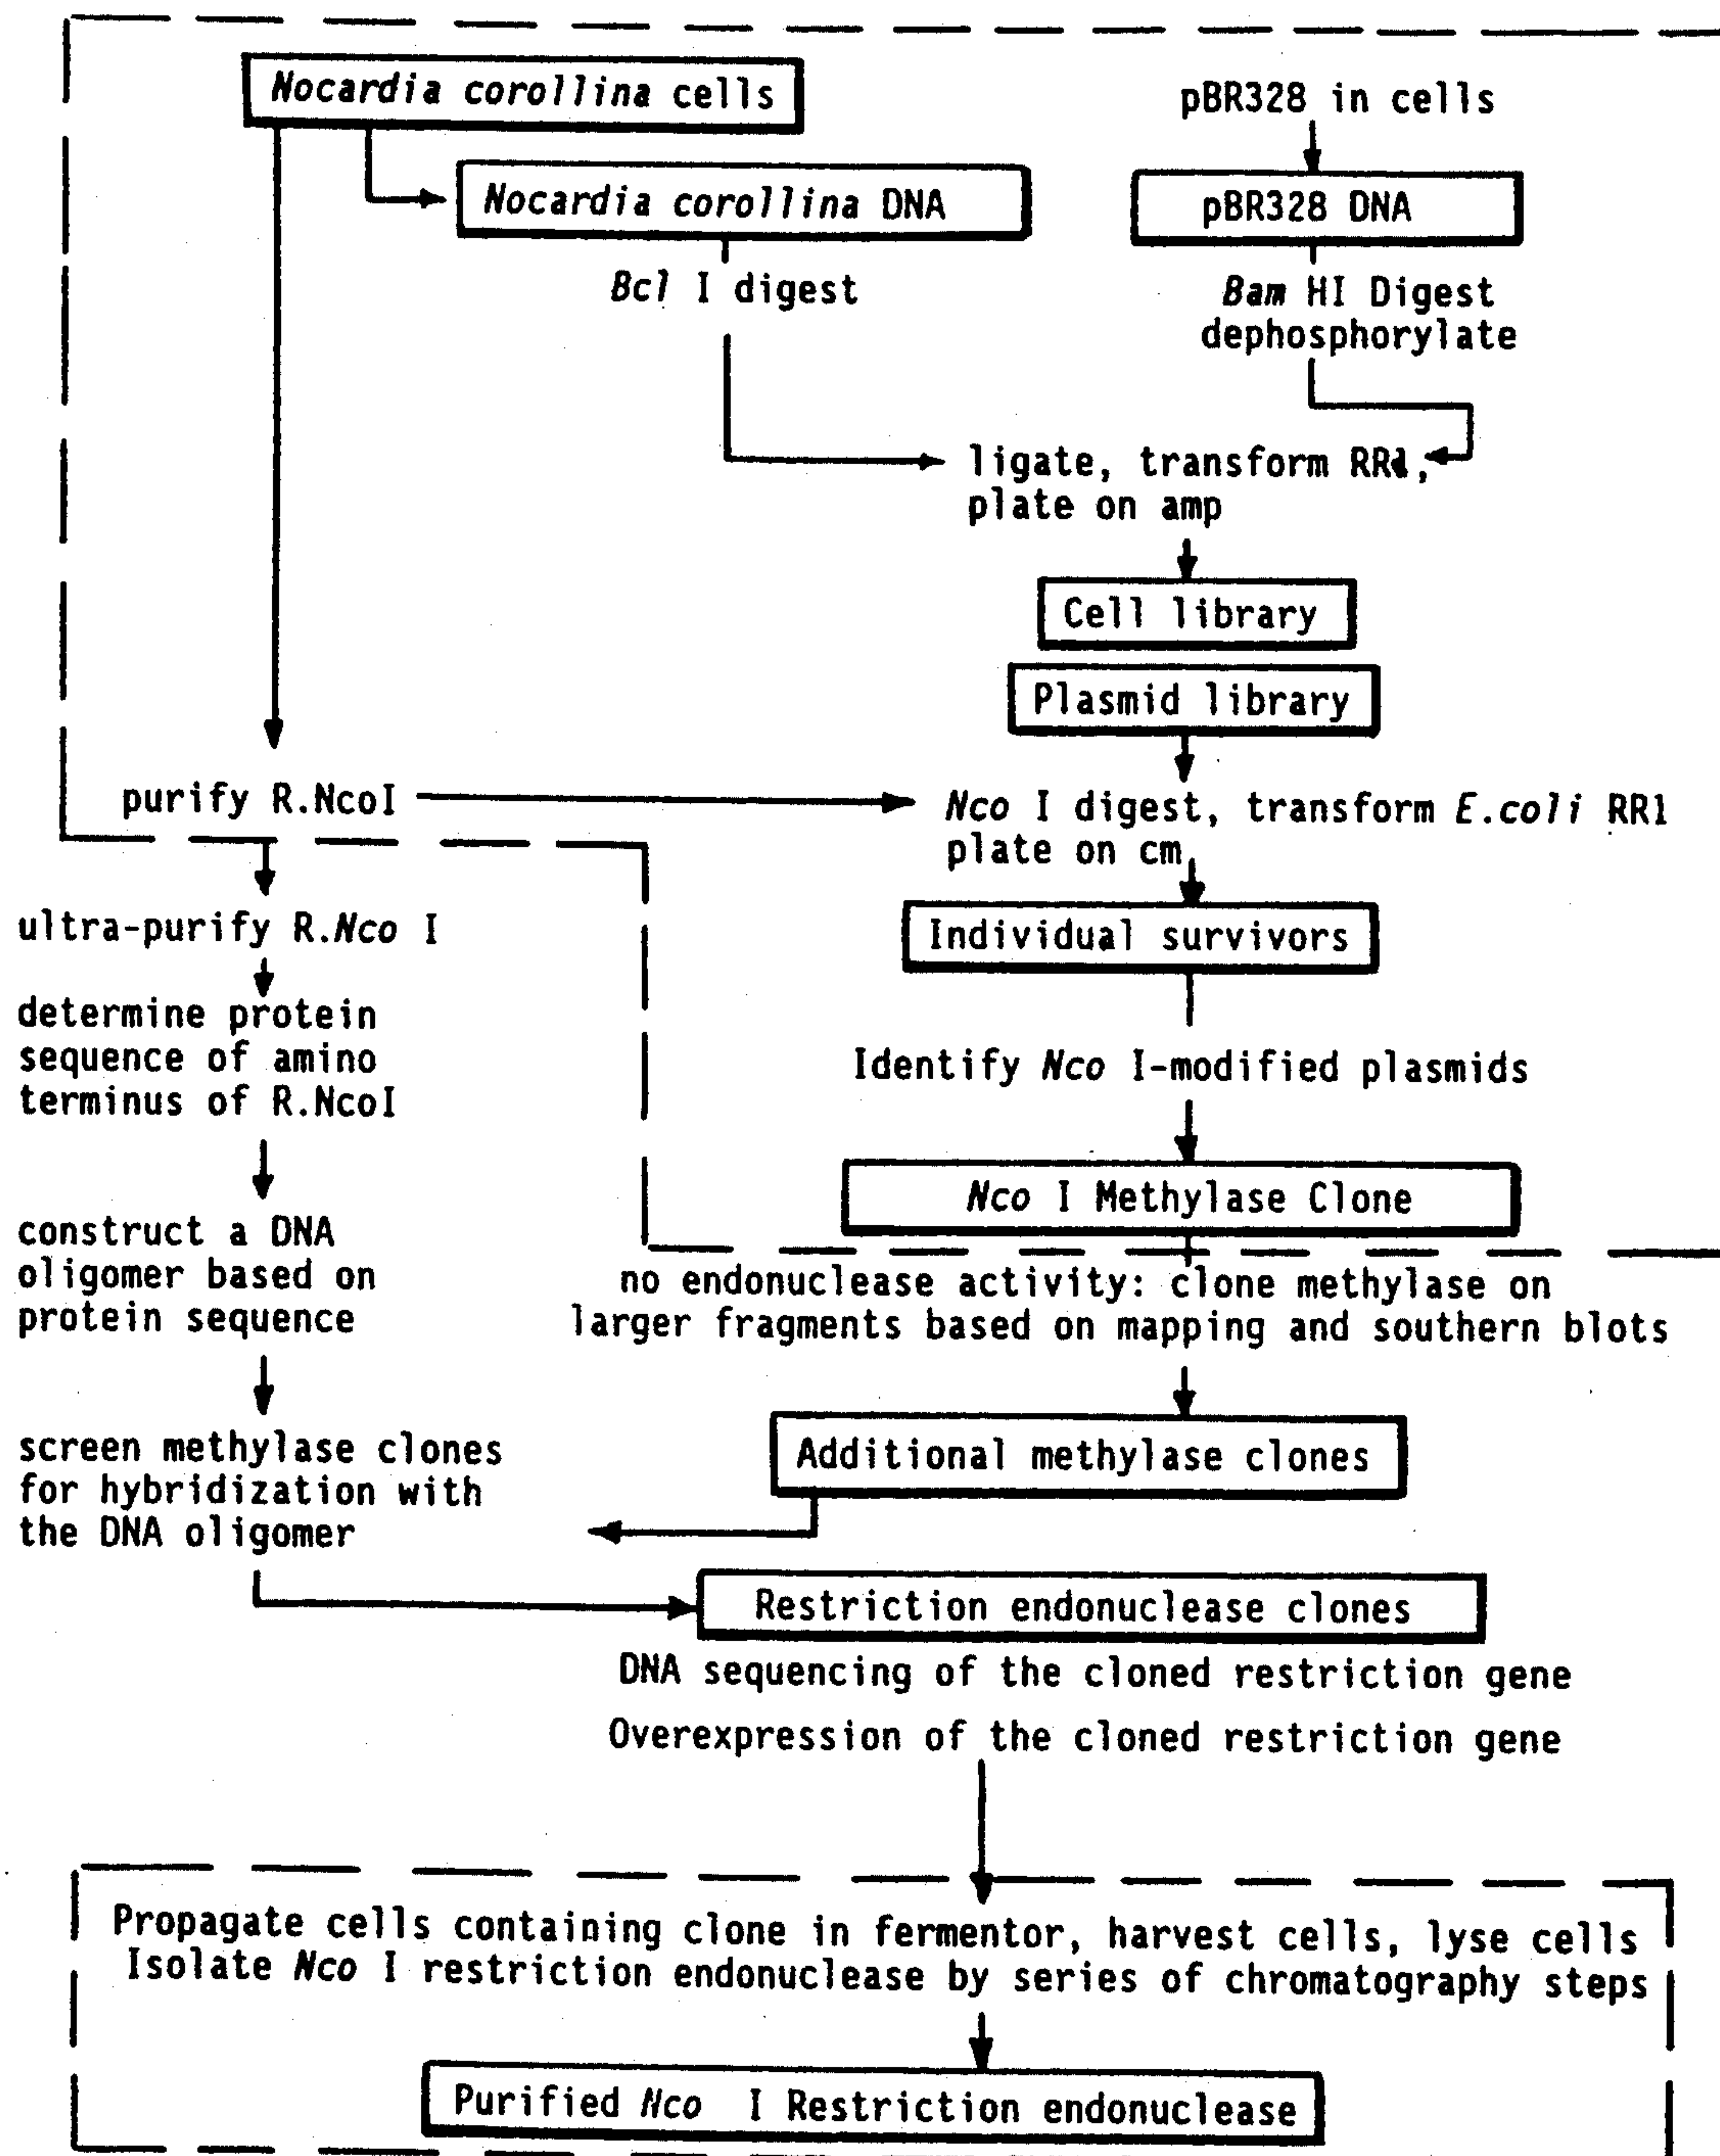 Nocardia corollina cells
pBR328 in cells
Nocardia corollina DNA
pBR328 DNA
Bcl I digest
Bam HI Digest
dephosphorylate
ligate, transform RR1,
plate on amp
Cell library
Plasmid library
purify R.NcoI
Nco I digest, transform E.coli RR1
plate on cm
Individual survivors
ultra-purify R.Nco I
determine protein
sequence of amino
terminus of R.NcoI
Identify Nco I-modified plasmids
Nco I Methylase Clone
construct a DNA
oligomer based on
protein sequence
no endonuclease activity: clone methylase on
larger fragments based on mapping and southern blots
Additional methylase clones
screen methylase clones
for hybridization with
the DNA oligomer
Restriction endonuclease clones
DNA sequencing of the cloned restriction gene
Overexpression of the cloned restriction gene
Propagate cells containing clone in fermentor, harvest cells, lyse cells
Isolate Nco I restriction endonuclease by series of chromatography steps
Purified Nco I Restriction endonuclease